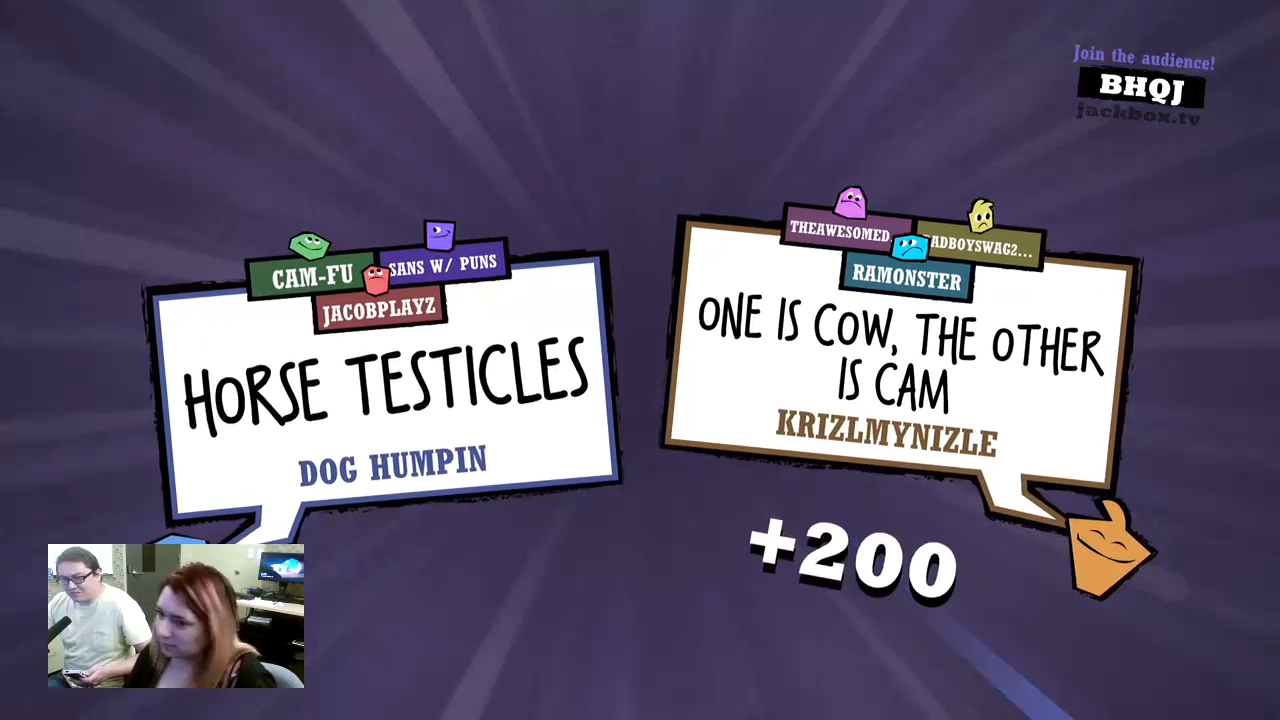 Join the audience!
BHQJ
jackbox.tv
CAM-FU
SANS W/ PUNS
JACOBPLAYZ
HORSE TESTICLES
DOG HUMPIN
THEAWESOMED
ADBOYSWAG2...
RAMONSTER
ONE IS COW, THE OTHER
IS CAM
KRIZLMYNIZLE
+200